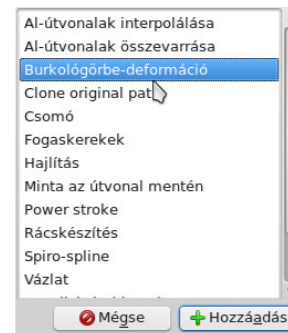 Al-útvonalak interpolálása
Al-útvonalak összevarrása
Burkológörbe-deformáció
Clone original pat
Csomó
Fogaskerekek
Hajlítás
Minta az útvonal mentén
Power stroke
Rácskészítés
Spiro-spline
Vázlat
Mégse
Hozzáadás